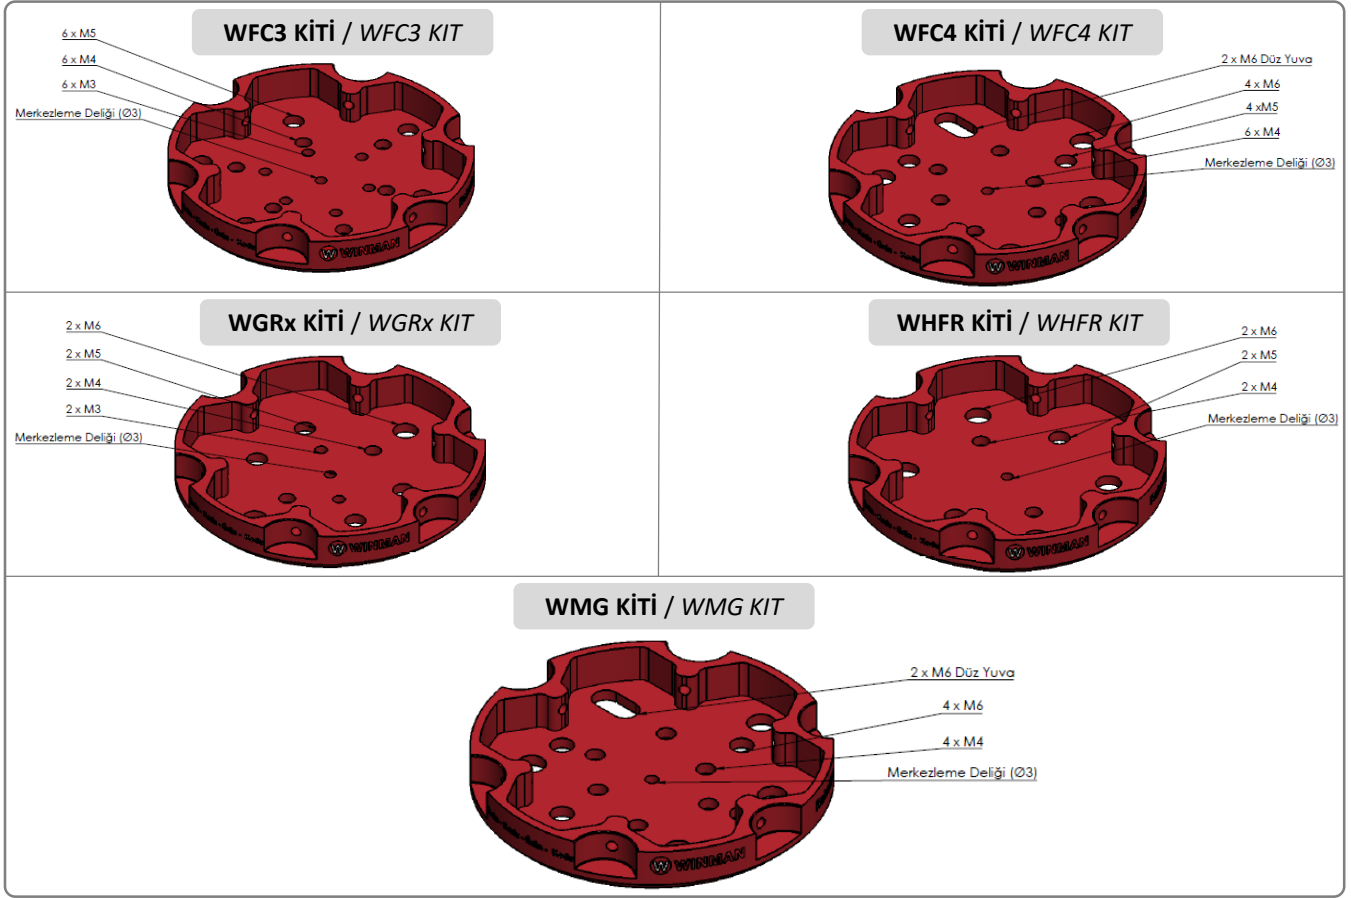 WFC3 KİTİ / WFC3 KIT
6 x M5
6 x M4
6 x M3
Merkezleme Deliği (Ø3)
WINMAN
WFC4 KİTİ / WFC4 KIT
2 x M6 Düz Yuva
4 x M6
4 xM5
6 x M4
Merkezleme Deliği (Ø3)
WINMAN
WGRx KİTİ / WGRx KIT
2 x M6
2 x M5
2 x M4
2 x M3
Merkezleme Deliği (Ø3)
WINMAN
WHFR KİTİ / WHFR KIT
2 x M6
2 x M5
2 x M4
Merkezleme Deliği (Ø3)
WINMAN
WMG KİTİ / WMG KIT
2 x M6 Düz Yuva
4 x M6
4 x M4
Merkezleme Deliği (Ø3)
WINMAN